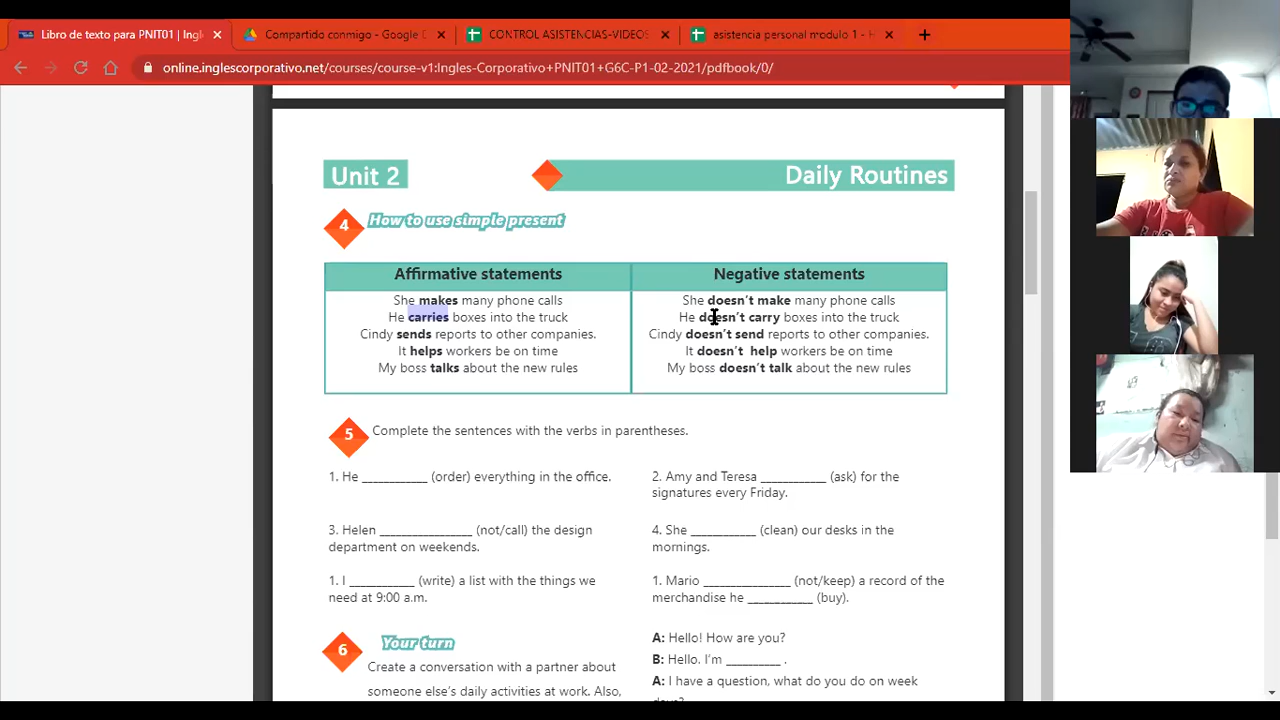 Libro de texto para PNIT01 | Ingl
Compartido conmigo - Google
CONTROL ASISTENCIAS-VIDEOS
asistencia personal modulo 1 - H
online.inglescorporativo.net/courses/course-v1:Ingles-Corporativo+PNIT01+G6C-P1-02-2021/pdfbook/0/
Unit 2
Daily Routines
4 How to use simple present
Affirmative statements
She makes many phone calls
He carries boxes into the truck
Cindy sends reports to other companies.
It helps workers be on time
My boss talks about the new rules
Negative statements
She doesn't make many phone calls
He doesn't carry boxes into the truck
Cindy doesn't send reports to other companies.
It doesn't help workers be on time
My boss doesn't talk about the new rules
5 Complete the sentences with the verbs in parentheses.
1. He ___________ (order) everything in the office.
2. Amy and Teresa ___________ (ask) for the
signatures every Friday.
3. Helen ________________ (not/call) the design
department on weekends.
4. She ___________ (clean) our desks in the
mornings.
1. I ___________ (write) a list with the things we
need at 9:00 a.m.
1. Mario _______________ (not/keep) a record of the
merchandise he ___________ (buy).
6 Your turn
Create a conversation with a partner about
someone else's daily activities at work. Also,
A: Hello! How are you?
B: Hello. I'm _________ .
A: I have a question, what do you do on week
days?